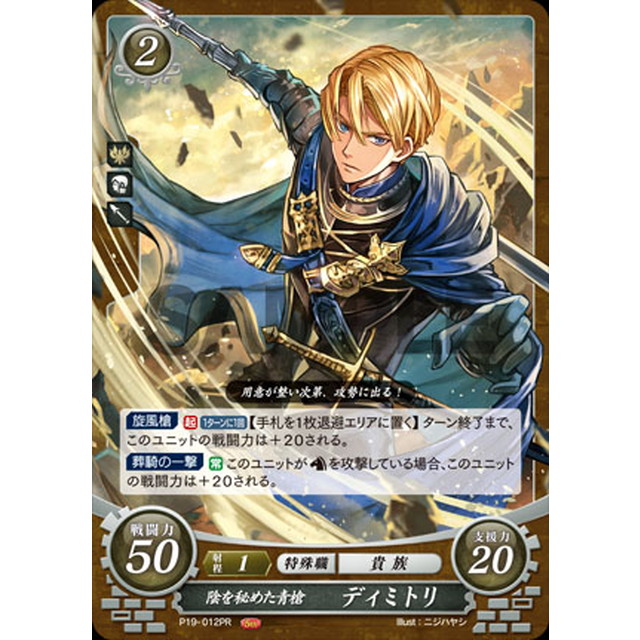 2
用意が整い次第、攻勢に出る！
旋風槍 起 1ターンに1回 【手札を1枚退避エリアに置く】ターン終了まで、
このユニットの戦闘力は＋20される。
葬騎の一撃 常 このユニットが を攻撃している場合、このユニット
の戦闘力は＋20される。
戦闘力 50
射程 1
特殊職
貴族
支援力 20
陰を秘めた青槍 ディミトリ
P19-012PR
Illust：ニジハヤシ